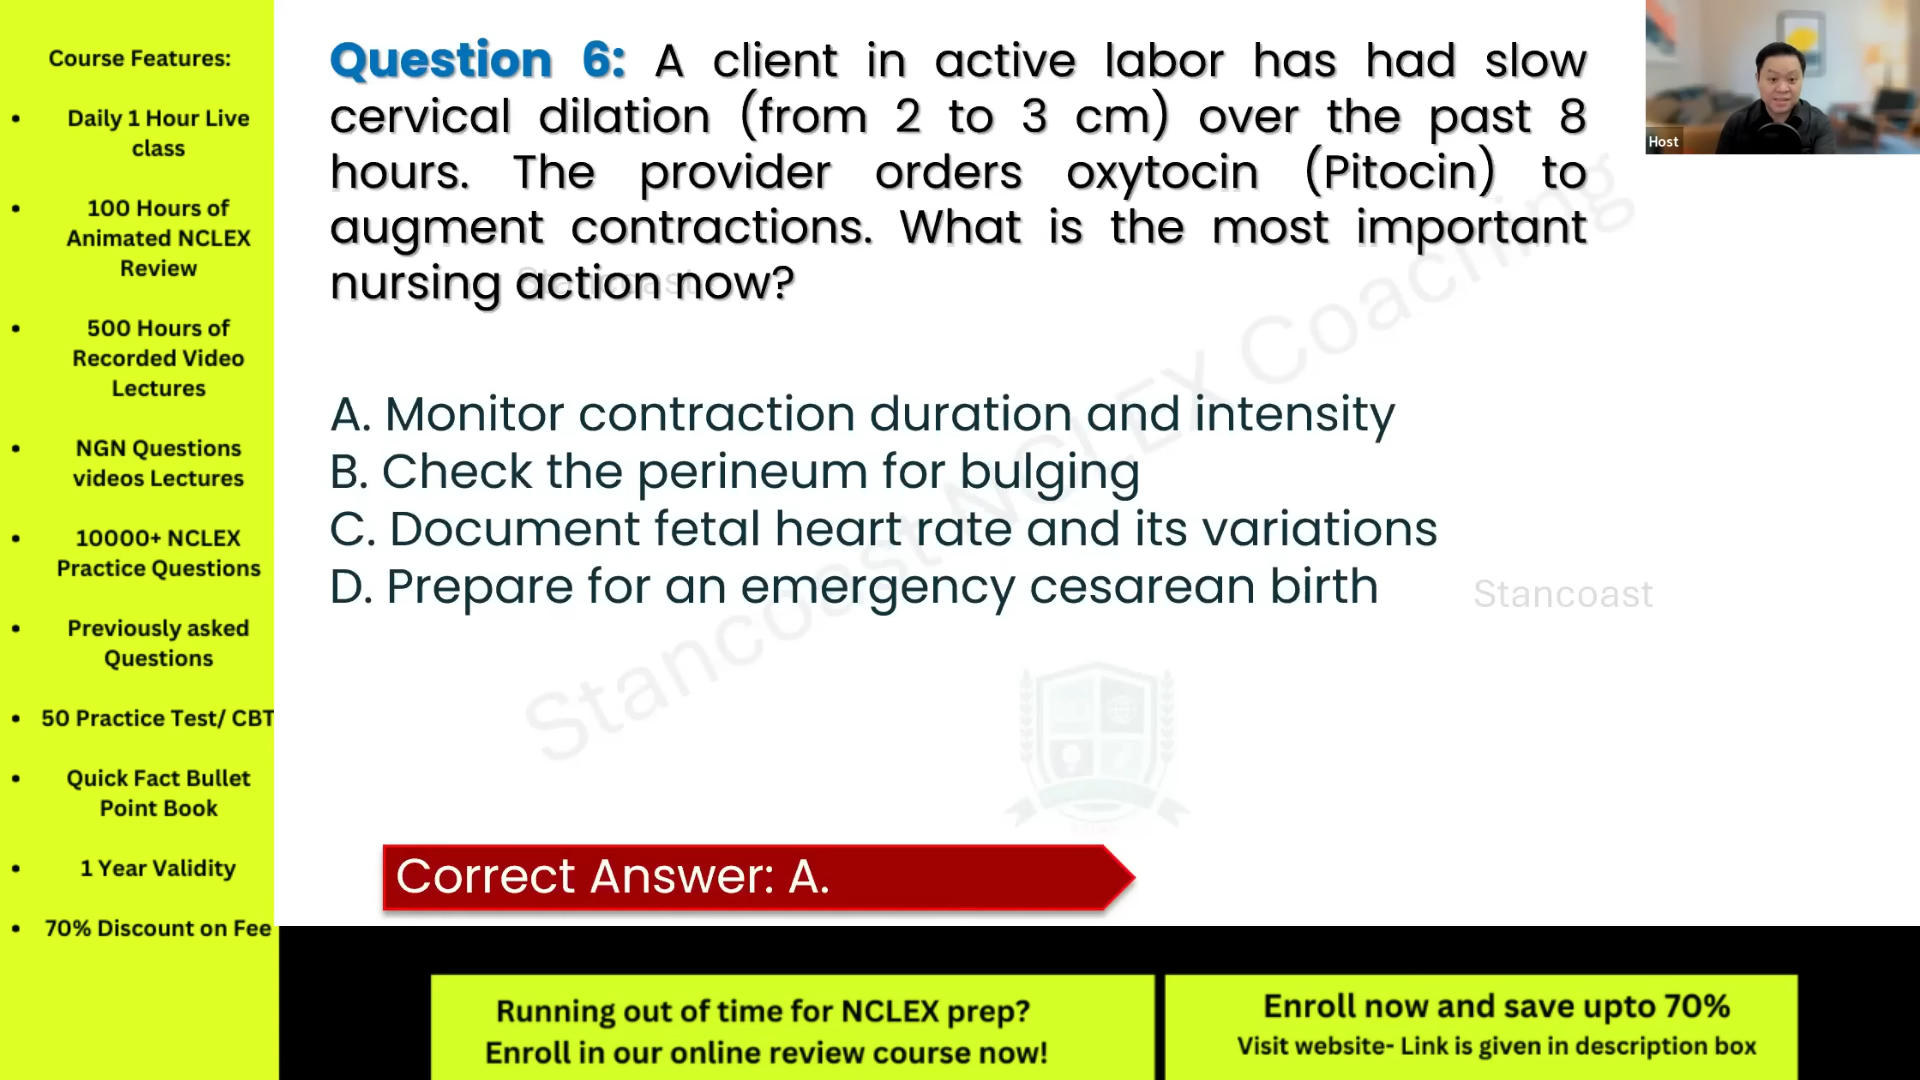 Course Features:
• Daily 1 Hour Live
class
• 100 Hours of
Animated NCLEX
Review
• 500 Hours of
Recorded Video
Lectures
• NGN Questions
videos Lectures
• 10000+ NCLEX
Practice Questions
• Previously asked
Questions
• 50 Practice Test/ CBT
• Quick Fact Bullet
Point Book
• 1 Year Validity
• 70% Discount on Fee
Question 6: A client in active labor has had slow
cervical dilation (from 2 to 3 cm) over the past 8
hours. The provider orders oxytocin (Pitocin) to
augment contractions. What is the most important
nursing action now?
A. Monitor contraction duration and intensity
B. Check the perineum for bulging
C. Document fetal heart rate and its variations
D. Prepare for an emergency cesarean birth
Stancoast
Stancoast
Stancoast NCLEX Coaching
Host
Correct Answer: A.
Running out of time for NCLEX prep?
Enroll in our online review course now!
Enroll now and save upto 70%
Visit website- Link is given in description box